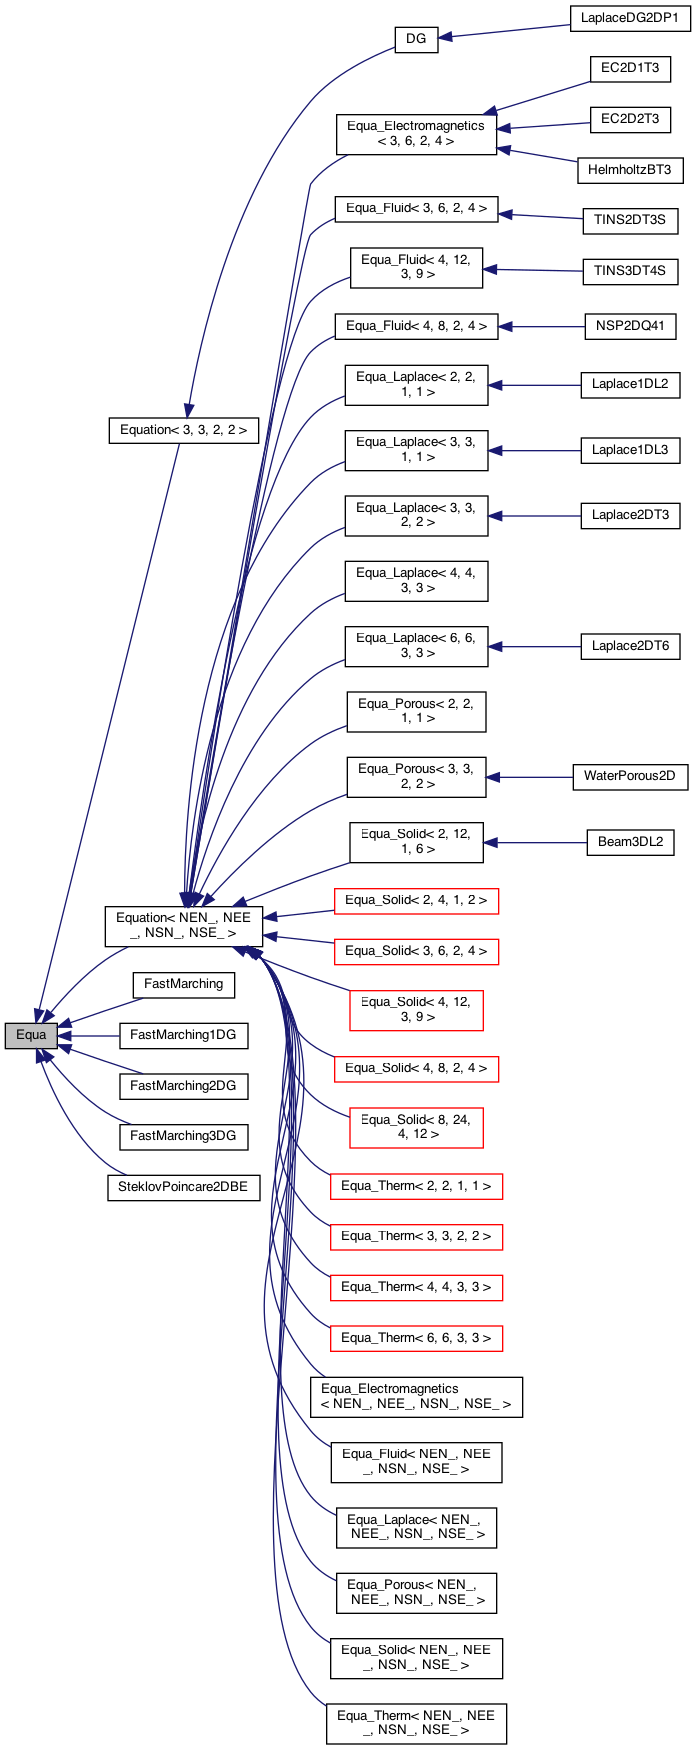 LaplaceDG2DP1
DG
EC2D1T3
Equa_Electromagnetics
< 3, 6, 2, 4 >
EC2D2T3
HelmholtzBT3
Equa_Fluid< 3, 6, 2, 4 >
TINS2DT3S
Equa_Fluid< 4, 12,
3, 9 >
TINS3DT4S
Equa_Fluid< 4, 8, 2, 4 >
NSP2DQ41
Equa_Laplace< 2, 2,
1, 1 >
Laplace1DL2
Equation< 3, 3, 2, 2 >
Equa_Laplace< 3, 3,
1, 1 >
Laplace1DL3
Equa_Laplace< 3, 3,
2, 2 >
Laplace2DT3
Equa_Laplace< 4, 4,
3, 3 >
Equa_Laplace< 6, 6,
3, 3 >
Laplace2DT6
Equa_Porous< 2, 2,
1, 1 >
Equa_Porous< 3, 3,
2, 2 >
WaterPorous2D
Equa_Solid< 2, 12,
1, 6 >
Beam3DL2
Equation< NEN_, NEE
_, NSN_, NSE_ >
Equa_Solid< 2, 4, 1, 2 >
Equa_Solid< 3, 6, 2, 4 >
FastMarching
Equa_Solid< 4, 12,
3, 9 >
Equa
FastMarching1DG
Equa_Solid< 4, 8, 2, 4 >
FastMarching2DG
Equa_Solid< 8, 24,
4, 12 >
FastMarching3DG
SteklovPoincare2DBE
Equa_Therm< 2, 2, 1, 1 >
Equa_Therm< 3, 3, 2, 2 >
Equa_Therm< 4, 4, 3, 3 >
Equa_Therm< 6, 6, 3, 3 >
Equa_Electromagnetics
< NEN_, NEE_, NSN_, NSE_ >
Equa_Fluid< NEN_, NEE
_, NSN_, NSE_ >
Equa_Laplace< NEN_,
NEE_, NSN_, NSE_ >
Equa_Porous< NEN_,
NEE_, NSN_, NSE_ >
Equa_Solid< NEN_, NEE
_, NSN_, NSE_ >
Equa_Therm< NEN_, NEE
_, NSN_, NSE_ >